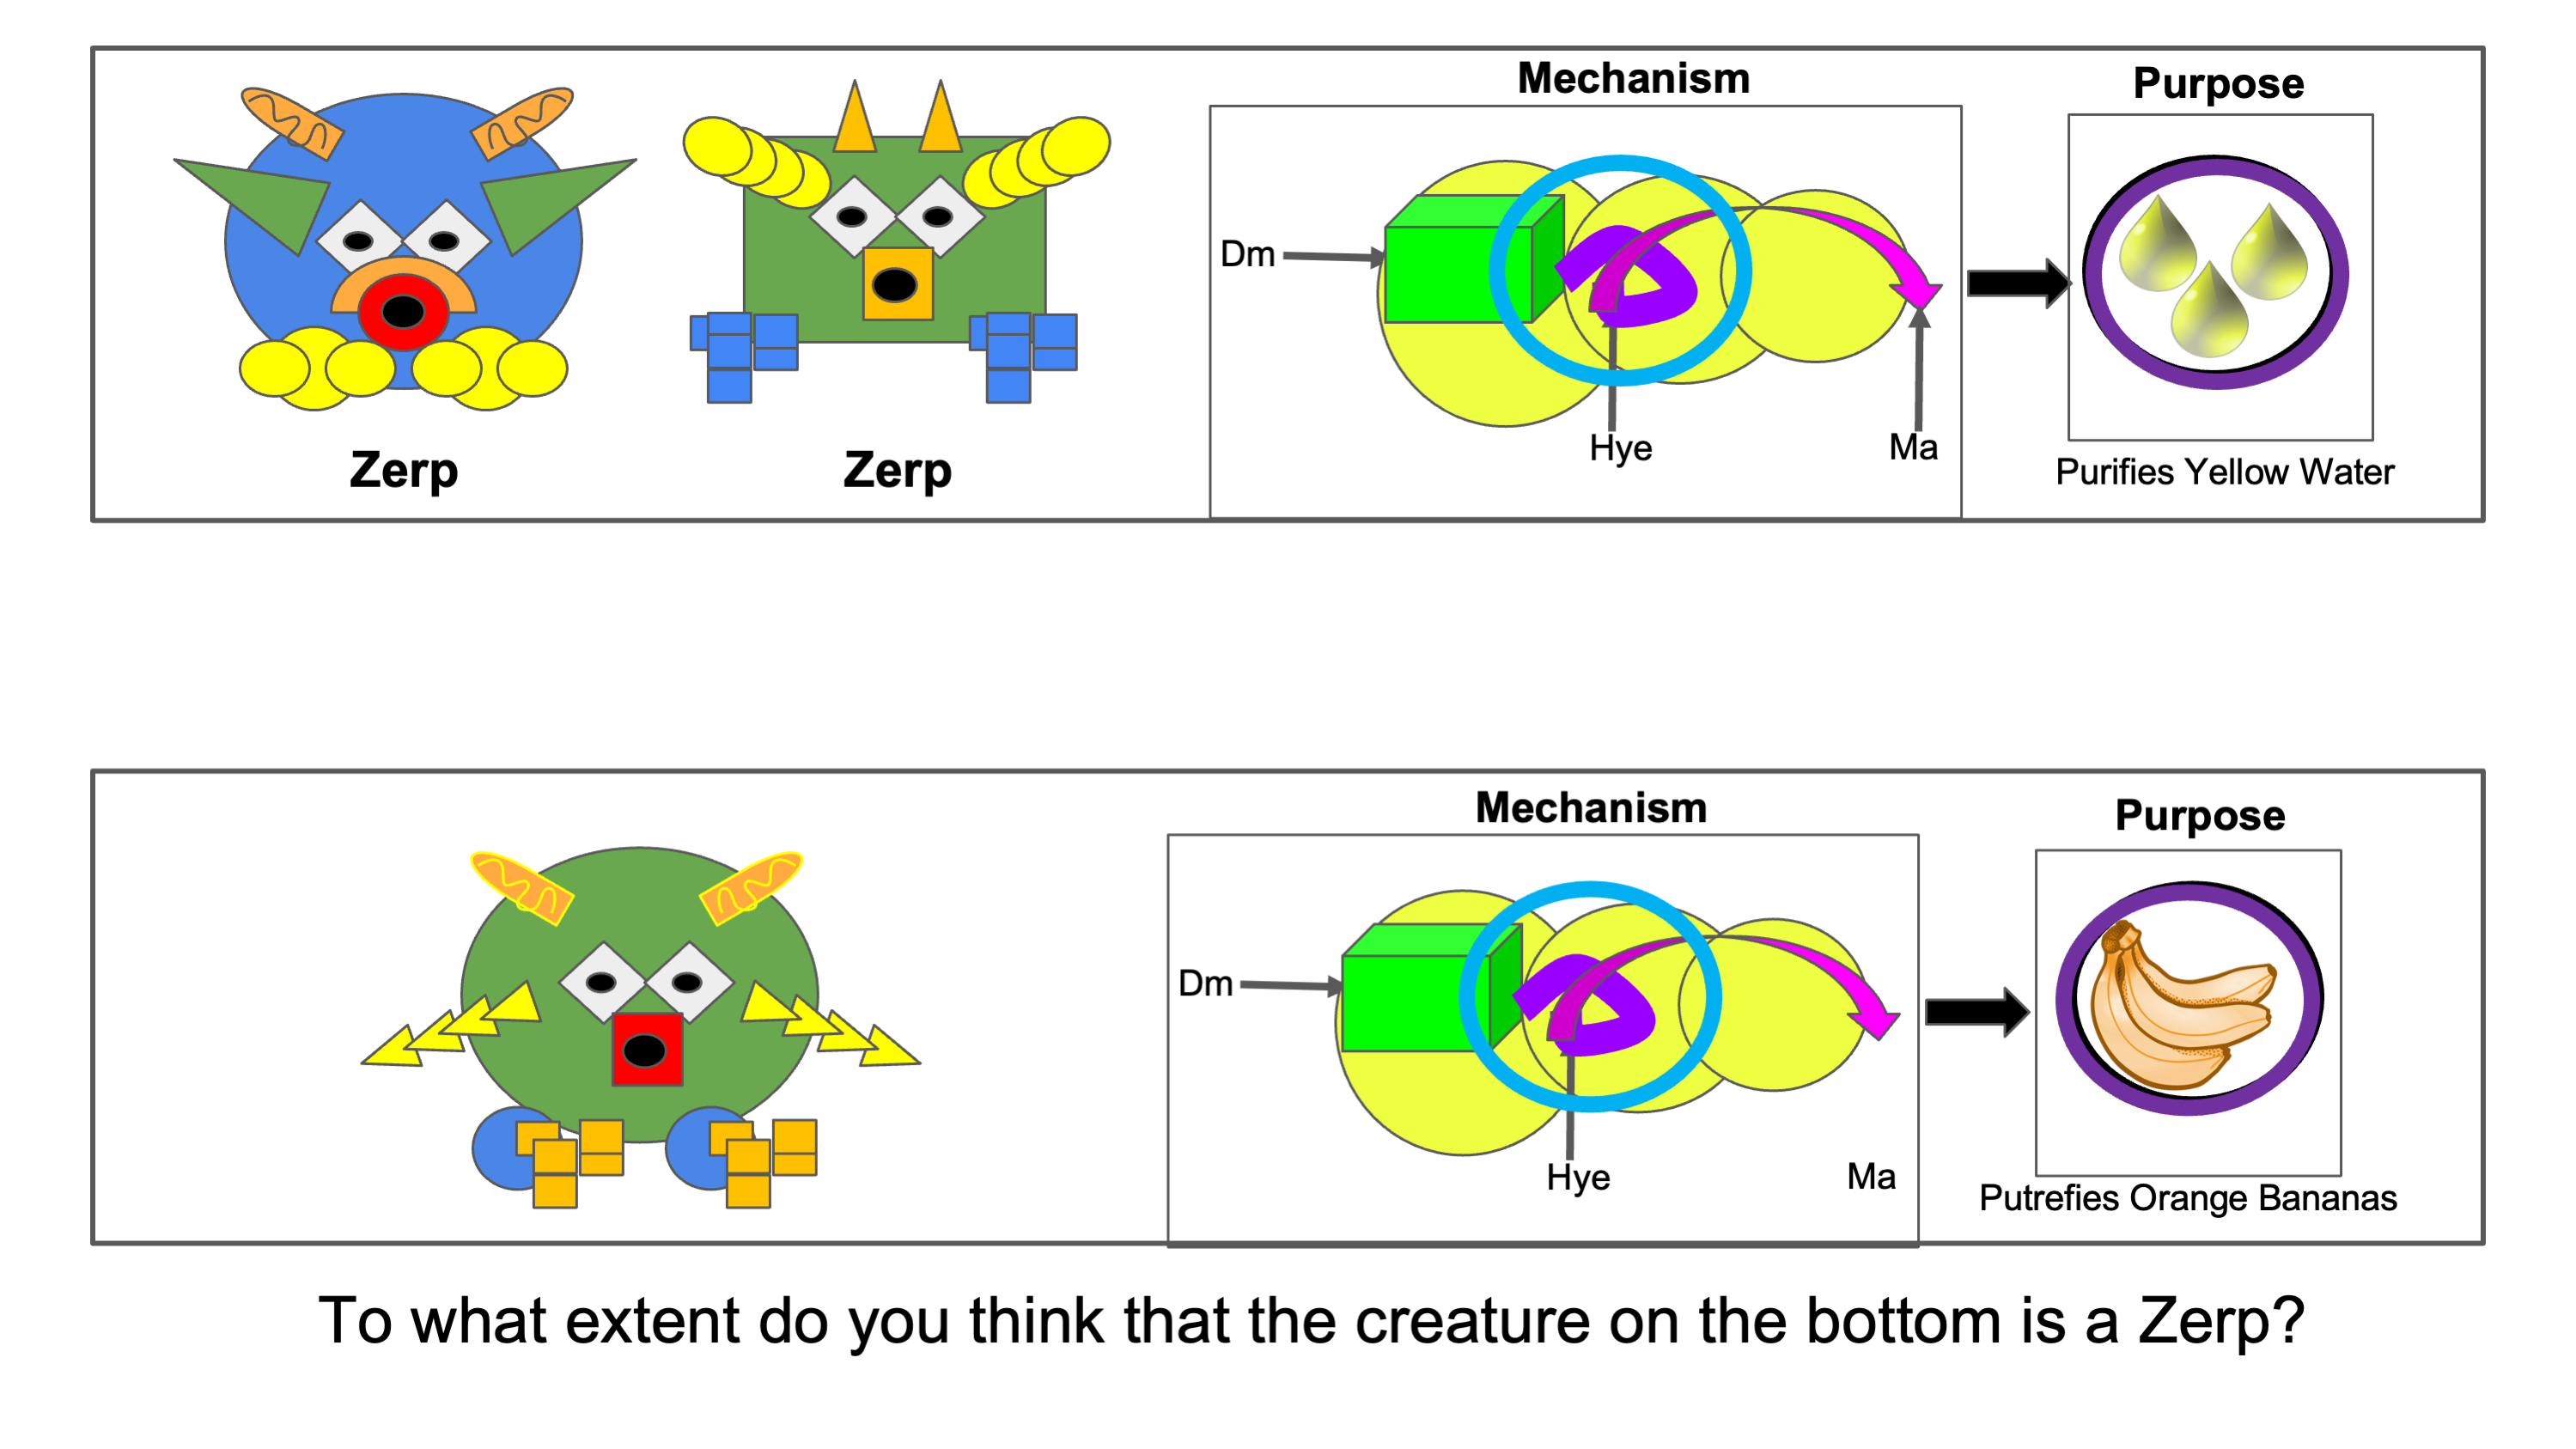 Mechanism
Purpose
Dm
Hye
Ma
Zerp
Zerp
Purifies Yellow Water
Mechanism
Purpose
Dm
Hye
Ma
Putrefies Orange Bananas
To what extent do you think that the creature on the bottom is a Zerp?